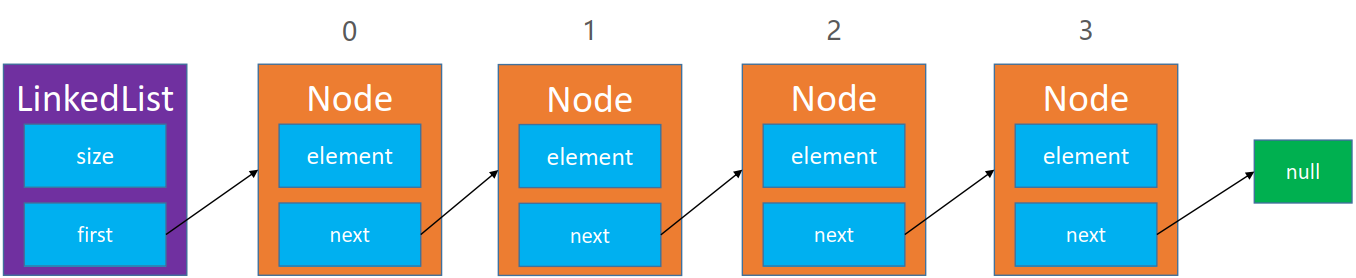 0
1
2
3
LinkedList
size
first
Node
element
next
Node
element
next
Node
element
next
Node
element
next
null